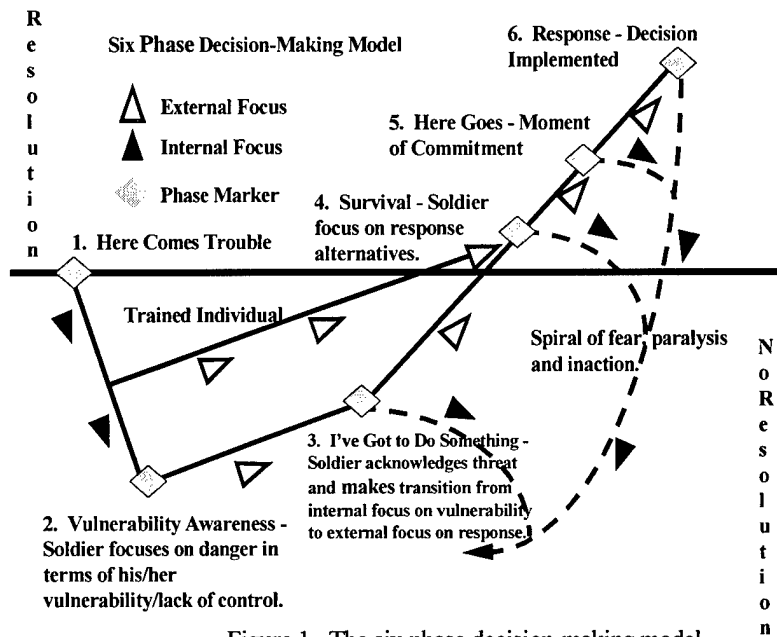 Resolution
Six Phase Decision-Making Model
External Focus
Internal Focus
Phase Marker
6. Response - Decision
Implemented
5. Here Goes - Moment
of Commitment
4. Survival - Soldier
focus on response
alternatives.
1. Here Comes Trouble
Trained Individual
Spiral of fear, paralysis
and inaction.
No Resolution
3. I've Got to Do Something -
Soldier acknowledges threat
and makes transition from
internal focus on vulnerability
to external focus on response.
2. Vulnerability Awareness -
Soldier focuses on danger in
terms of his/her
vulnerability/lack of control.
Figure 1. The six phase decision-making model